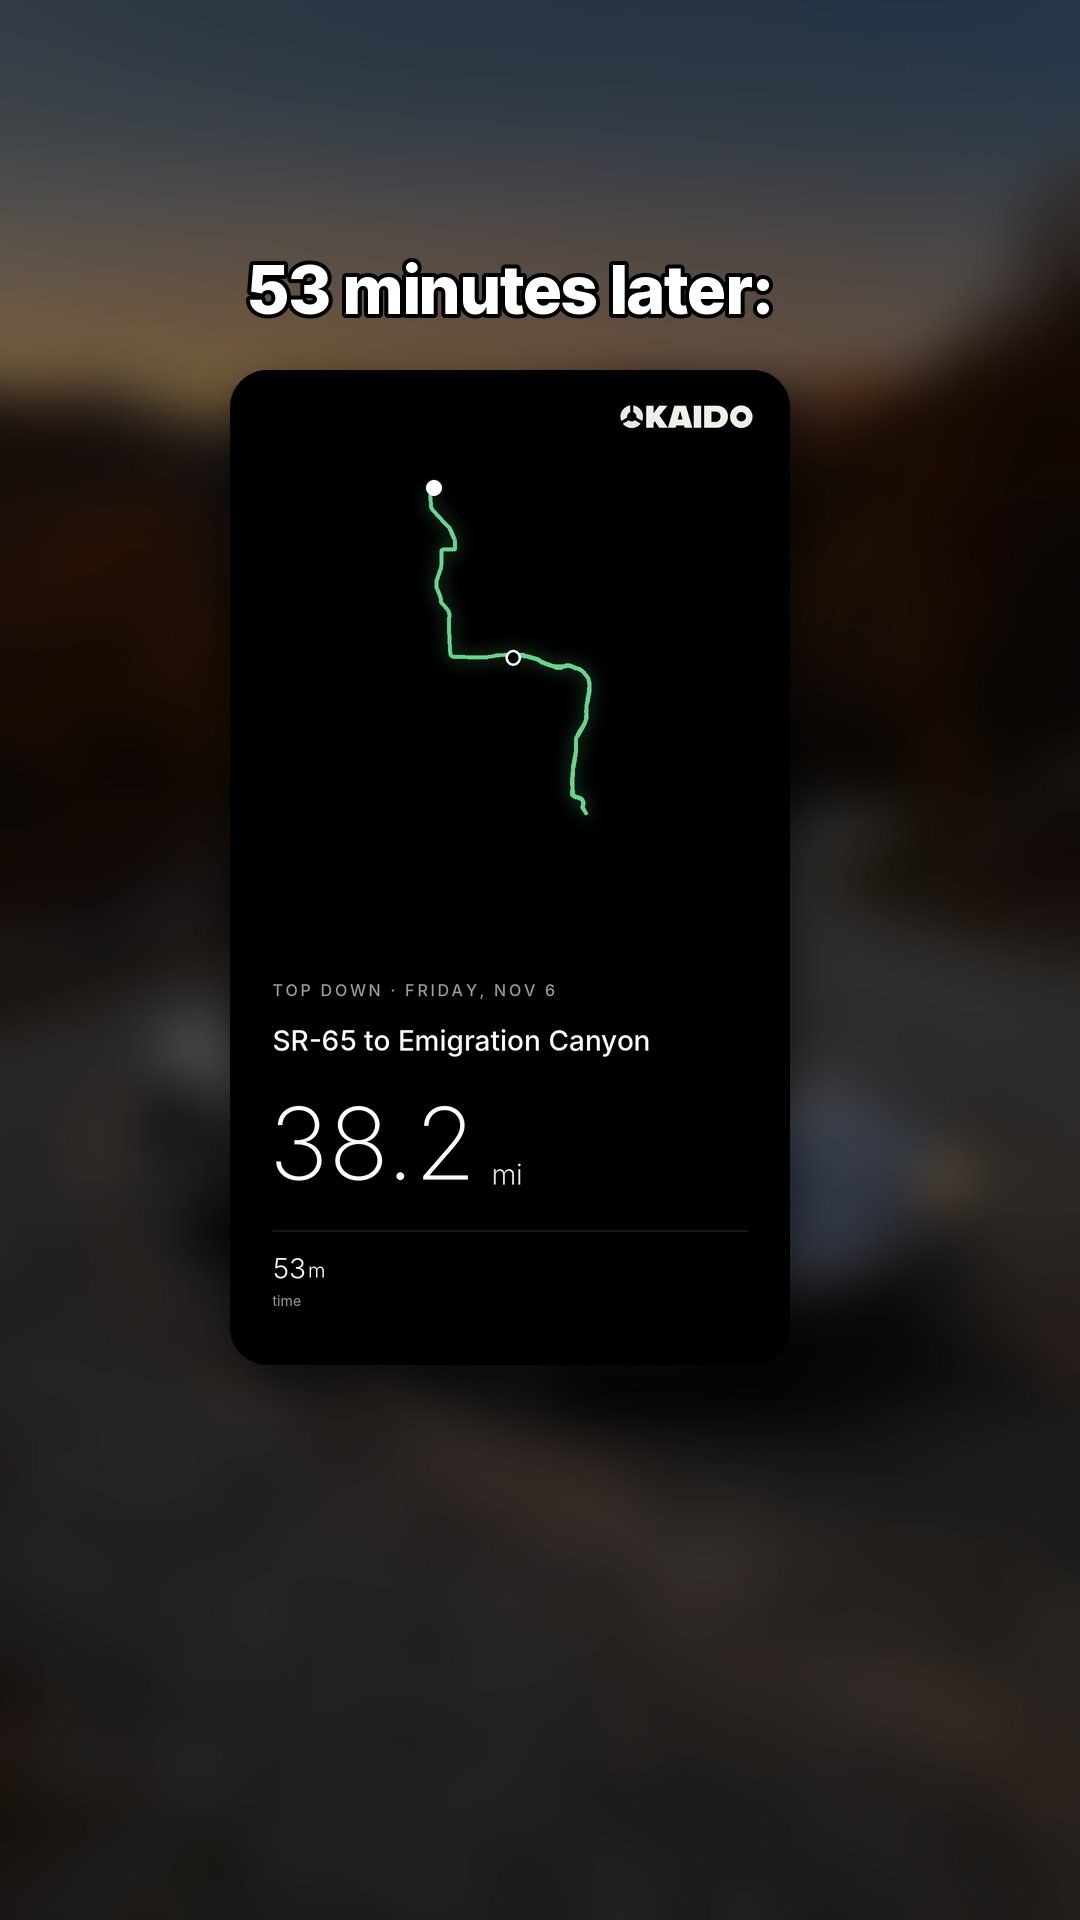 53 minutes later:
KAIDO
TOP DOWN · FRIDAY, NOV 6
SR-65 to Emigration Canyon
38.2 mi
53m
time